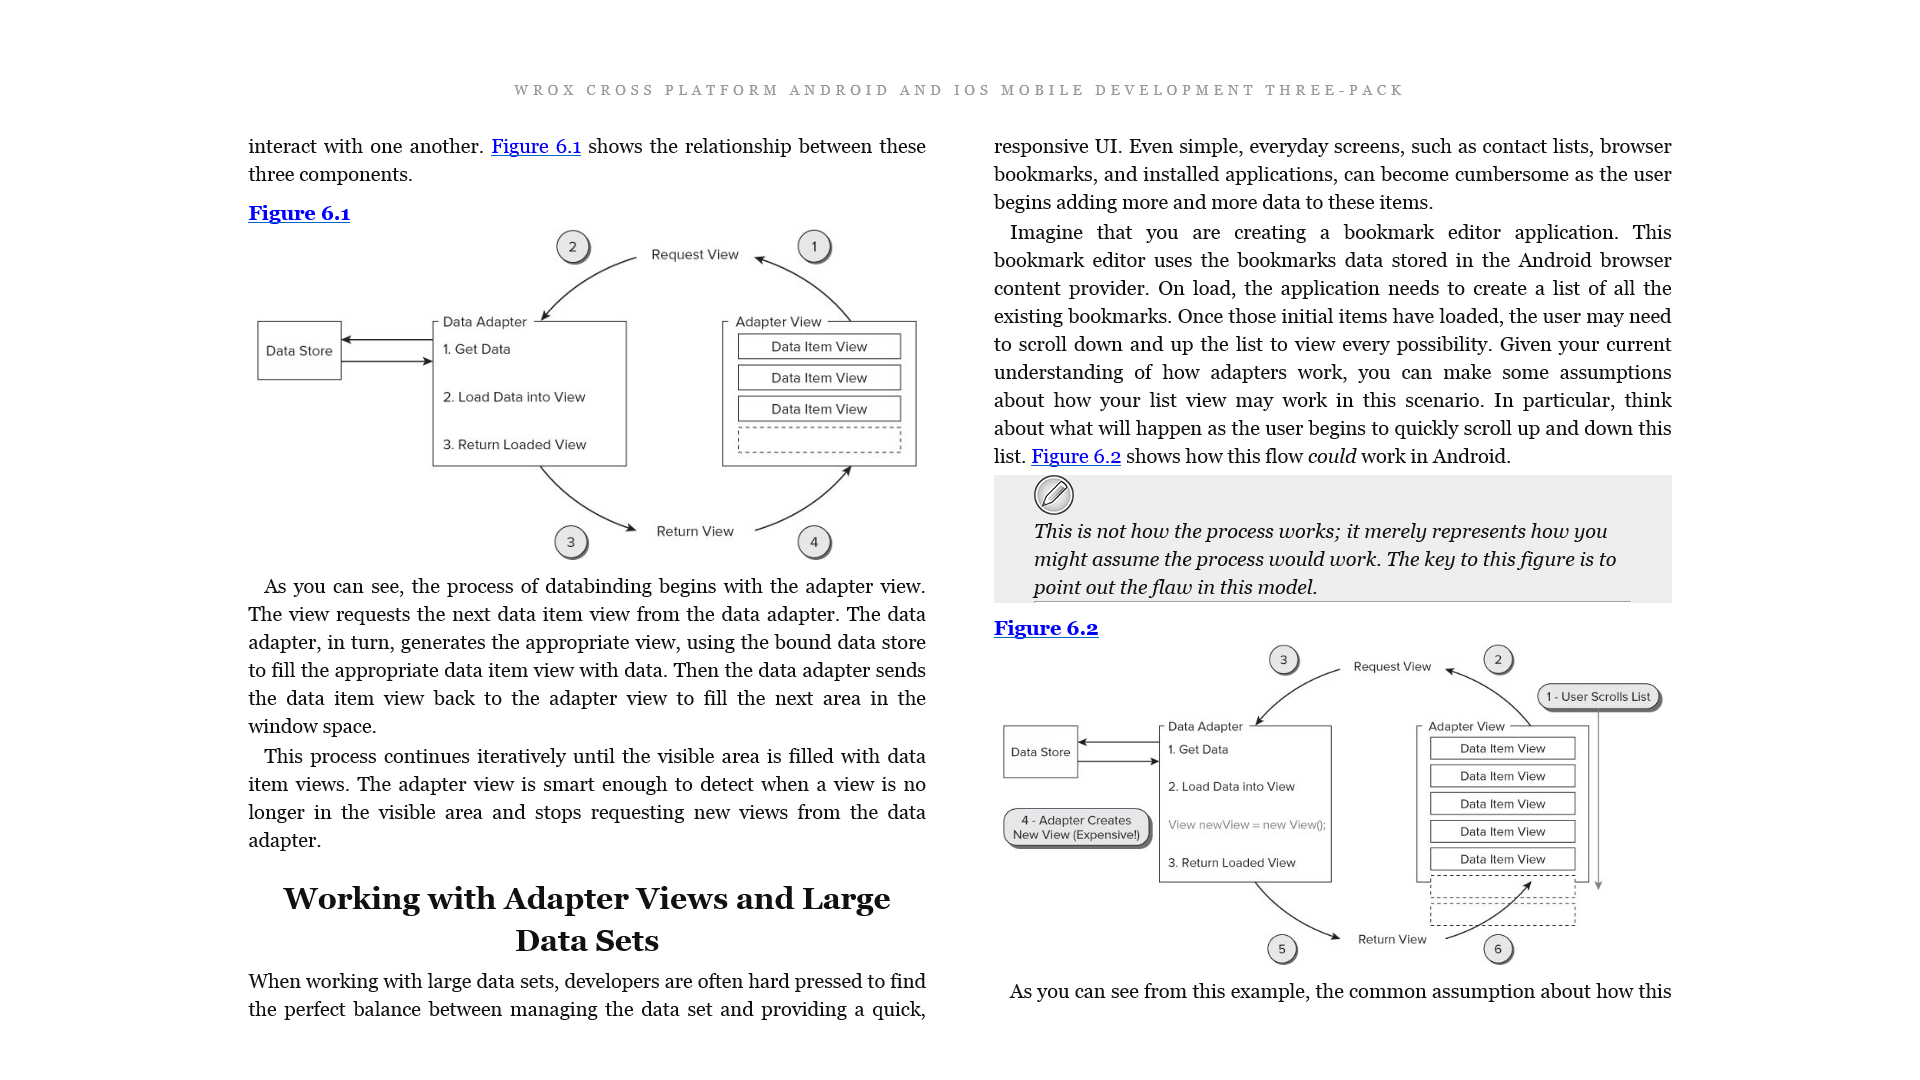 WROX CROSS PLATFORM ANDROID AND IOS MOBILE DEVELOPMENT THREE-PACK
interact with one another. Figure 6.1 shows the relationship between these
three components.
Figure 6.1
2
Request View
1
Data Store
Data Adapter
1. Get Data
2. Load Data into View
3. Return Loaded View
Adapter View
Data Item View
Data Item View
Data Item View
3
Return View
4
As you can see, the process of databinding begins with the adapter view.
The view requests the next data item view from the data adapter. The data
adapter, in turn, generates the appropriate view, using the bound data store
to fill the appropriate data item view with data. Then the data adapter sends
the data item view back to the adapter view to fill the next area in the
window space.
This process continues iteratively until the visible area is filled with data
item views. The adapter view is smart enough to detect when a view is no
longer in the visible area and stops requesting new views from the data
adapter.
Working with Adapter Views and Large
Data Sets
When working with large data sets, developers are often hard pressed to find
the perfect balance between managing the data set and providing a quick,
responsive UI. Even simple, everyday screens, such as contact lists, browser
bookmarks, and installed applications, can become cumbersome as the user
begins adding more and more data to these items.
Imagine that you are creating a bookmark editor application. This
bookmark editor uses the bookmarks data stored in the Android browser
content provider. On load, the application needs to create a list of all the
existing bookmarks. Once those initial items have loaded, the user may need
to scroll down and up the list to view every possibility. Given your current
understanding of how adapters work, you can make some assumptions
about how your list view may work in this scenario. In particular, think
about what will happen as the user begins to quickly scroll up and down this
list. Figure 6.2 shows how this flow could work in Android.
This is not how the process works; it merely represents how you
might assume the process would work. The key to this figure is to
point out the flaw in this model.
Figure 6.2
3
Request View
2
1 - User Scrolls List
Data Store
4 - Adapter Creates
New View (Expensive!)
Data Adapter
1. Get Data
2. Load Data into View
View newView = new View();
3. Return Loaded View
Adapter View
Data Item View
Data Item View
Data Item View
Data Item View
Data Item View
5
Return View
6
As you can see from this example, the common assumption about how this